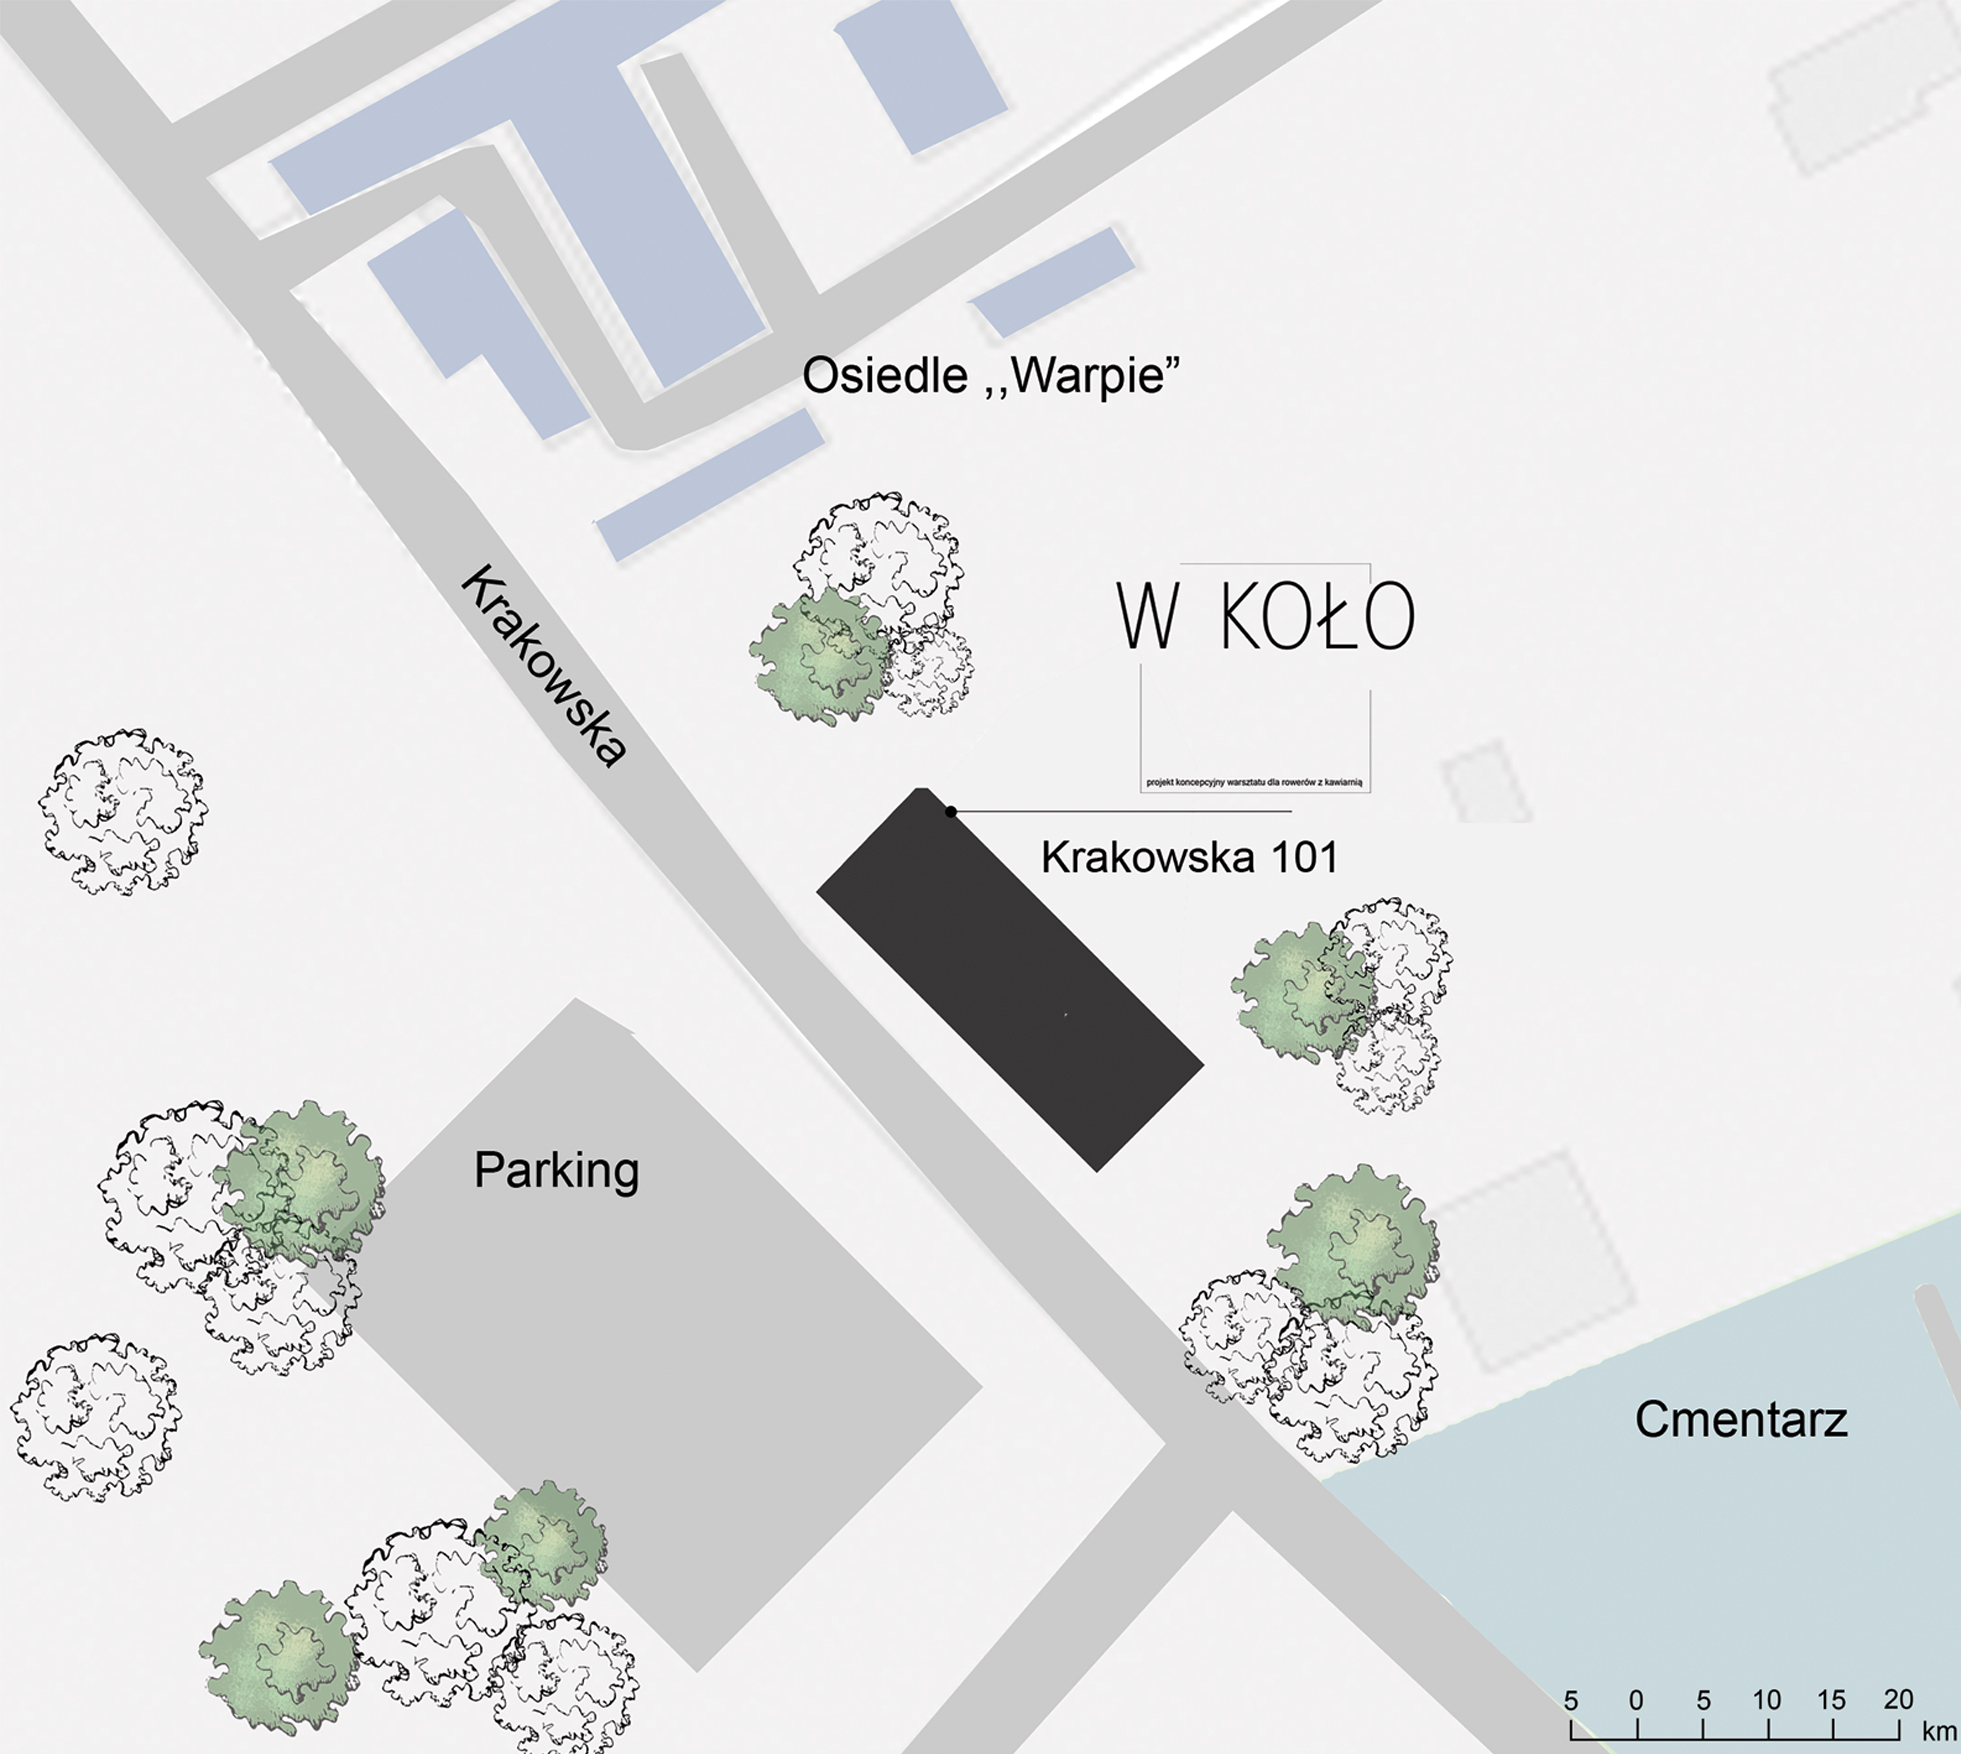 Osiedle ,,Warpie”
Krakowska
W KOŁO
projekt koncepcyjny warsztatu dla rowerów z kawiarnią
Krakowska 101
Parking
Cmentarz
5 0 5 10 15 20
km